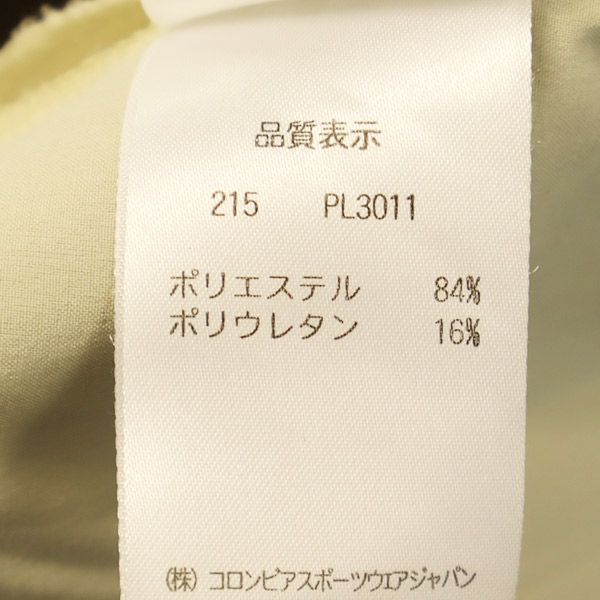 品質表示
215 PL3011
ポリエステル 84%
ポリウレタン 16%
(株) コロンビアスポーツウエアジャパン